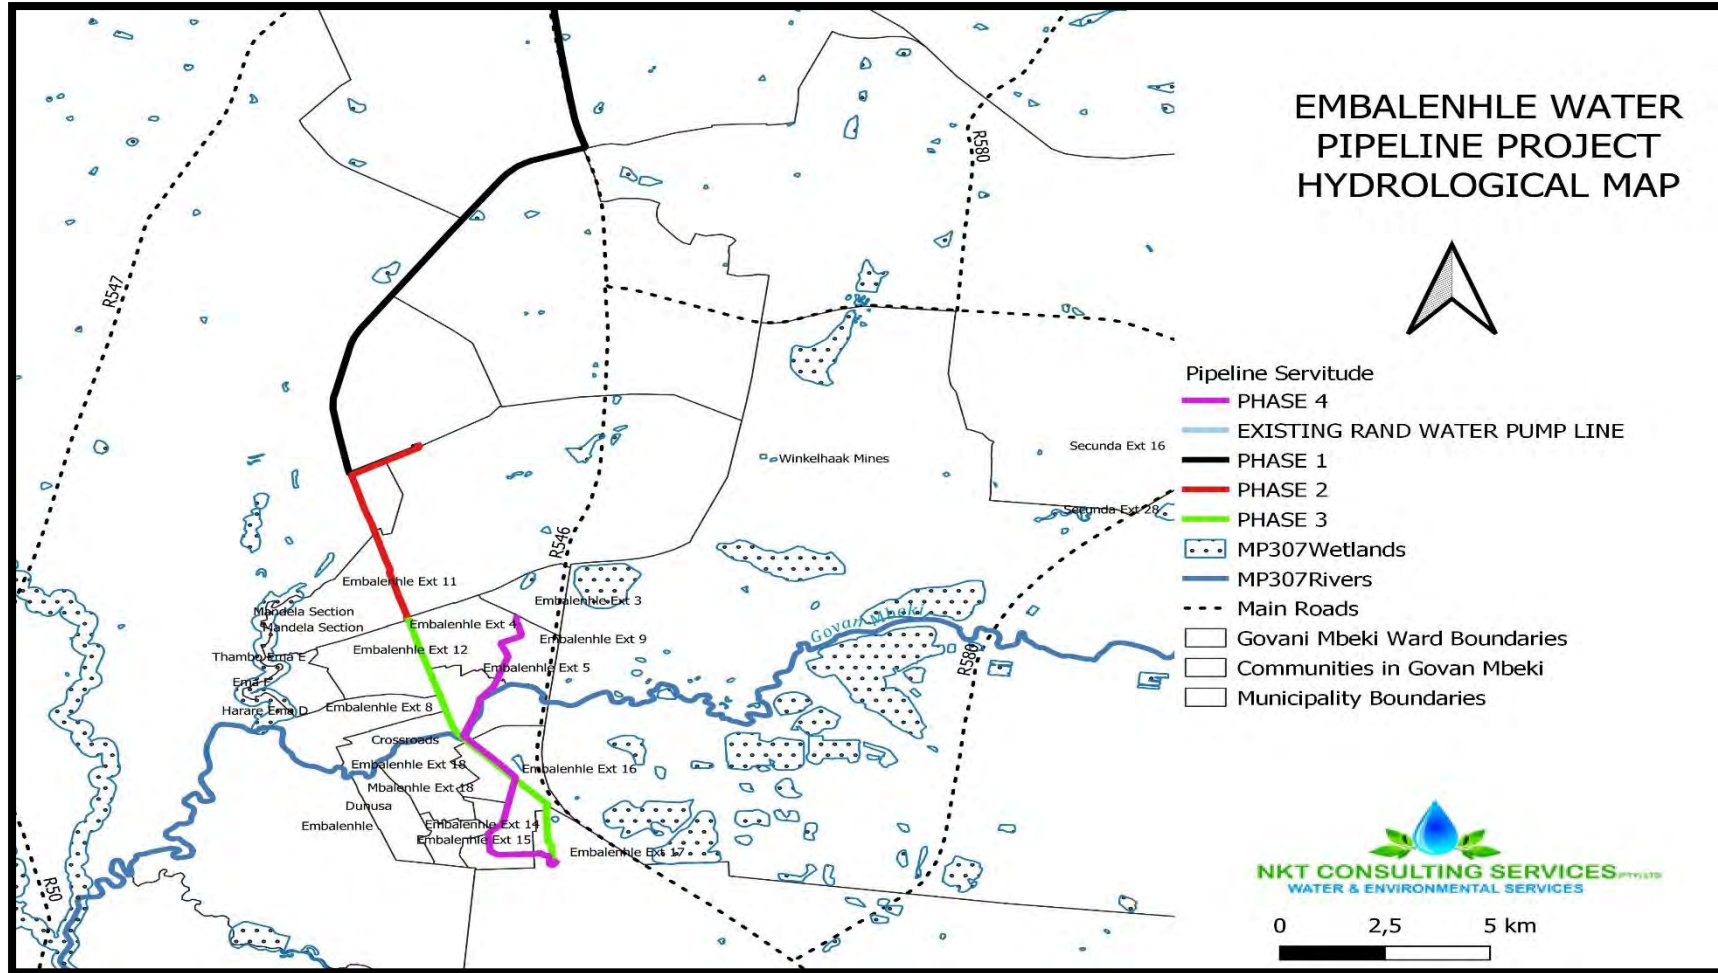 EMBALENHLE WATER
PIPELINE PROJECT
HYDROLOGICAL MAP
R580
R547
Pipeline Servitude
PHASE 4
EXISTING RAND WATER PUMP LINE
PHASE 1
PHASE 2
PHASE 3
MP307Wetlands
MP307Rivers
Main Roads
Govani Mbeki Ward Boundaries
Communities in Govan Mbeki
Municipality Boundaries
Secunda Ext 16
Winkelhaak Mines
Secunda Ext 28
R546
Embalenhle Ext 11
Embalenhle Ext 3
Mandela Section
Mandela Section
Embalenhle Ext 4
Govan Mbeki
Embalenhle Ext 9
Embalenhle Ext 12
Thambo Ema E
Embalenhle Ext 5
R580
Ema F
Harare Ema D
Embalenhle Ext 8
Crossroads
Embalenhle Ext 18
Embalenhle Ext 16
Mbalenhle Ext 18
Dunusa
Embalenhle
Embalenhle Ext 14
Embalenhle Ext 15
Embalenhle Ext 17
R50
NKT CONSULTING SERVICES (PTY) LTD
WATER & ENVIRONMENTAL SERVICES
0 2,5 5 km